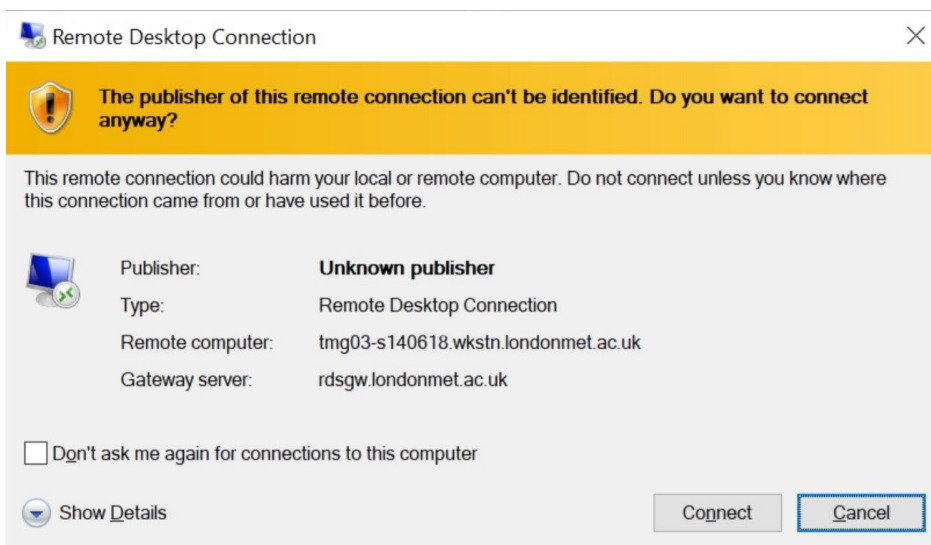 Remote Desktop Connection
The publisher of this remote connection can't be identified. Do you want to connect
anyway?
This remote connection could harm your local or remote computer. Do not connect unless you know where
this connection came from or have used it before.
Publisher: Unknown publisher
Type: Remote Desktop Connection
Remote computer: tmg03-s140618.wkstn.londonmet.ac.uk
Gateway server: rdsgw.londonmet.ac.uk
Don't ask me again for connections to this computer
Show Details Connect Cancel